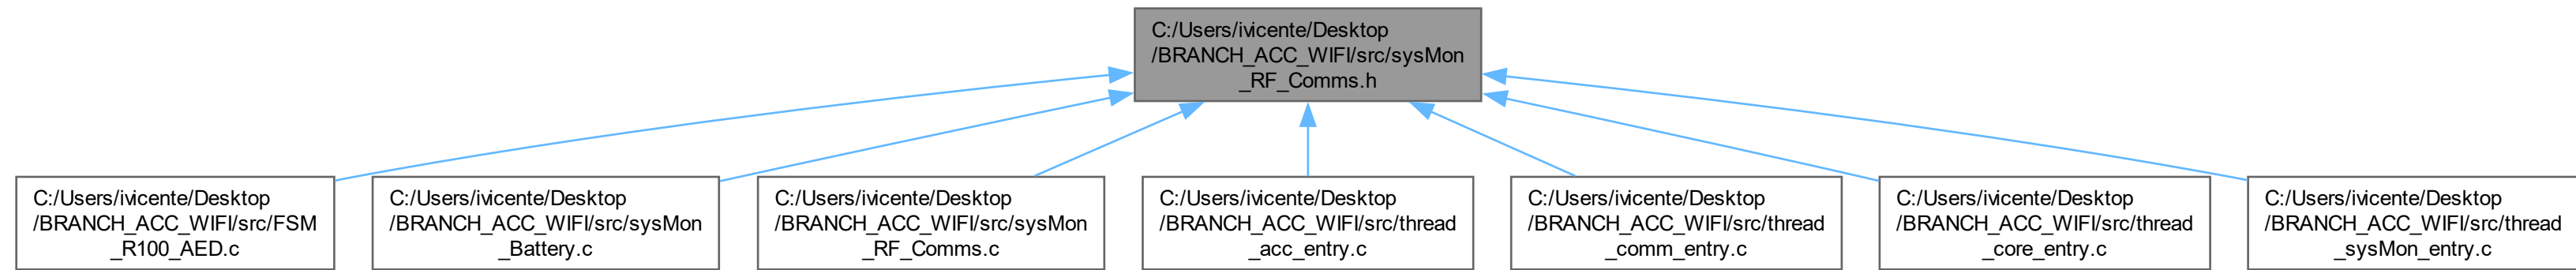 C:/Users/ivicente/Desktop
/BRANCH_ACC_WIFI/src/sysMon
_RF_Comms.h
C:/Users/ivicente/Desktop
/BRANCH_ACC_WIFI/src/FSM
_R100_AED.c
C:/Users/ivicente/Desktop
/BRANCH_ACC_WIFI/src/sysMon
_Battery.c
C:/Users/ivicente/Desktop
/BRANCH_ACC_WIFI/src/sysMon
_RF_Comms.c
C:/Users/ivicente/Desktop
/BRANCH_ACC_WIFI/src/thread
_acc_entry.c
C:/Users/ivicente/Desktop
/BRANCH_ACC_WIFI/src/thread
_comm_entry.c
C:/Users/ivicente/Desktop
/BRANCH_ACC_WIFI/src/thread
_core_entry.c
C:/Users/ivicente/Desktop
/BRANCH_ACC_WIFI/src/thread
_sysMon_entry.c